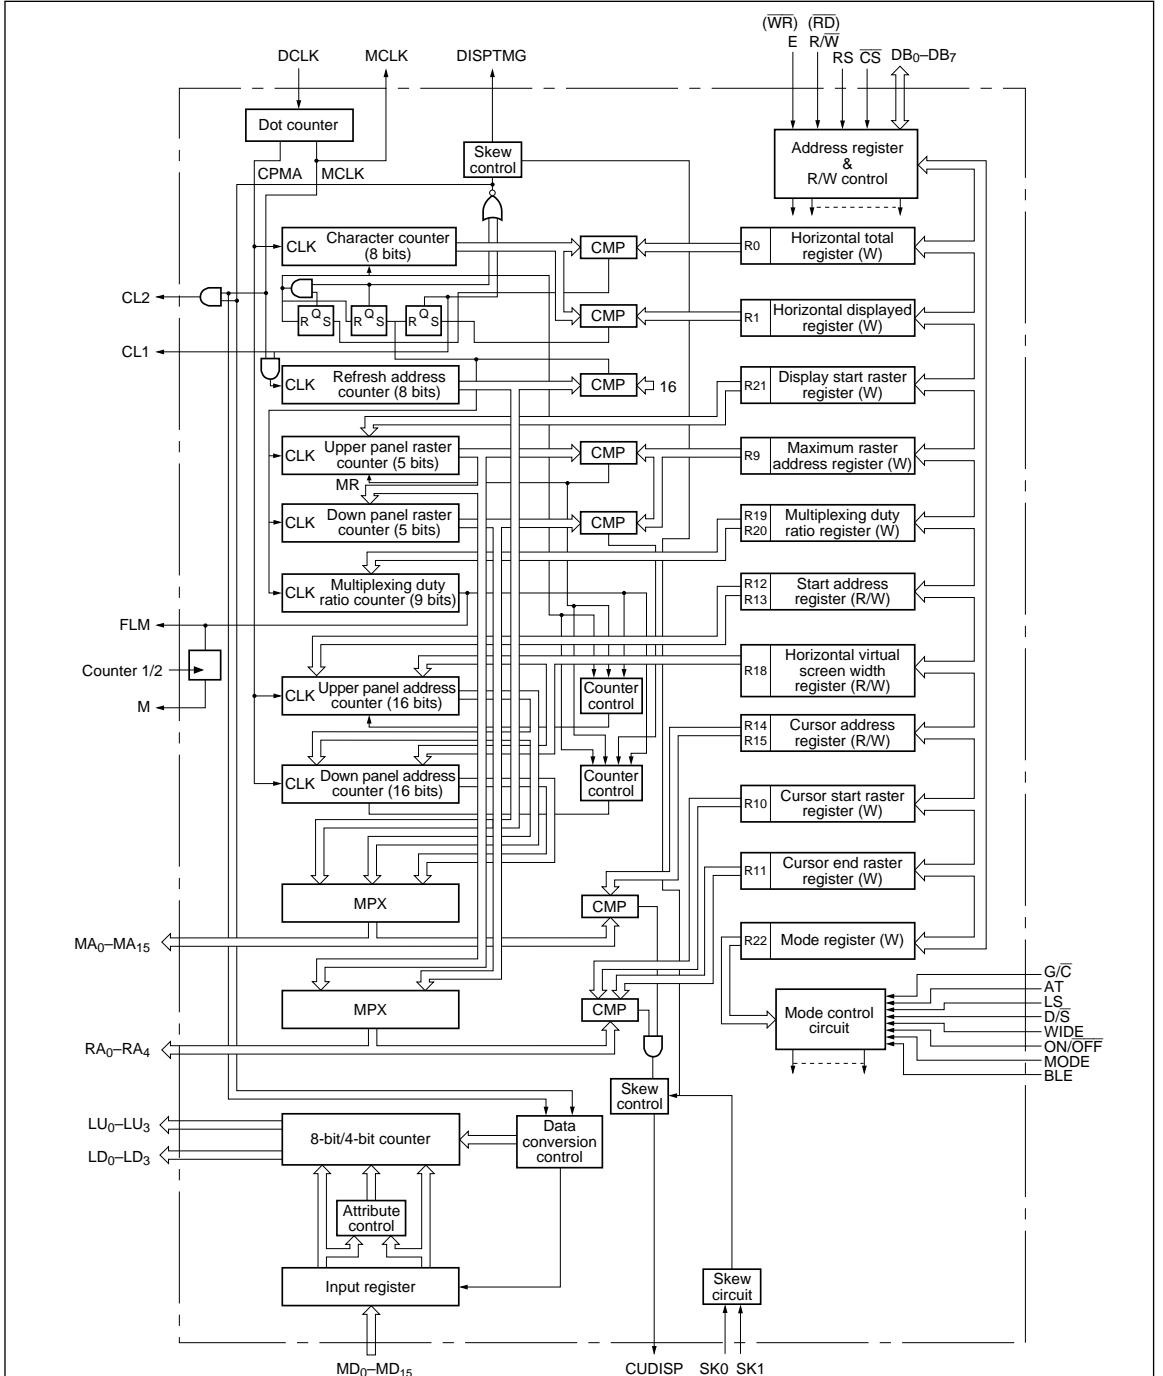 (WR) (RD)
E R/W RS CS DB0–DB7
DCLK MCLK DISPTMG
Dot counter
CPMA MCLK
Skew
control
Address register
&
R/W control
CLK Character counter
(8 bits)
CMP
R0 Horizontal total
register (W)
CL2
R Q S R Q S R Q S
CMP
R1 Horizontal displayed
register (W)
CL1
CLK Refresh address
counter (8 bits)
CMP 16
R21 Display start raster
register (W)
CLK Upper panel raster
counter (5 bits)
CMP
R9 Maximum raster
address register (W)
MR
CLK Down panel raster
counter (5 bits)
CMP
R19 Multiplexing duty
R20 ratio register (W)
CLK Multiplexing duty
ratio counter (9 bits)
R12 Start address
R13 register (R/W)
FLM
Counter 1/2
M
R18 Horizontal virtual
screen width
register (R/W)
CLK Upper panel address
counter (16 bits)
Counter
control
R14 Cursor address
R15 register (R/W)
CLK Down panel address
counter (16 bits)
Counter
control
R10 Cursor start raster
register (W)
R11 Cursor end raster
register (W)
MPX
CMP
MA0–MA15
R22 Mode register (W)
MPX
CMP
RA0–RA4
Mode control
circuit
G/C
AT
LS
D/S
WIDE
ON/OFF
MODE
BLE
Skew
control
LU0–LU3
LD0–LD3
8-bit/4-bit counter
Data
conversion
control
Attribute
control
Input register
Skew
circuit
MD0–MD15 CUDISP SK0 SK1